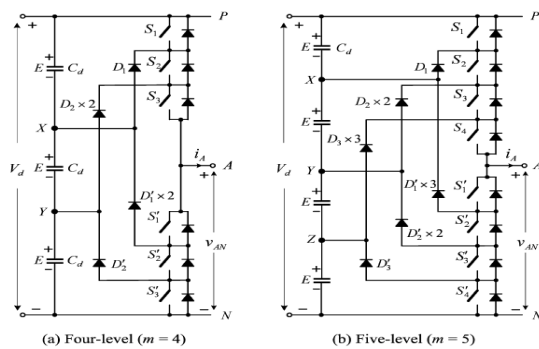 P
S1
S2
S3
D1
D2 × 2
E
Cd
+
−
X
Vd
E
Cd
+
−
iA
A
+
D′1 × 2
Y
S′1
vAN
S′2
E
Cd
+
−
D′2
S′3
−
N
(a) Four-level (m = 4)
P
S1
E
Cd
+
−
S2
D1
X
S3
D2 × 2
E
+
−
D3 × 3
S4
Vd
iA
A
+
Y
D′1 × 3
S′1
E
+
−
S′2
vAN
D′2 × 2
Z
S′3
D′3
E
+
−
S′4
−
N
(b) Five-level (m = 5)